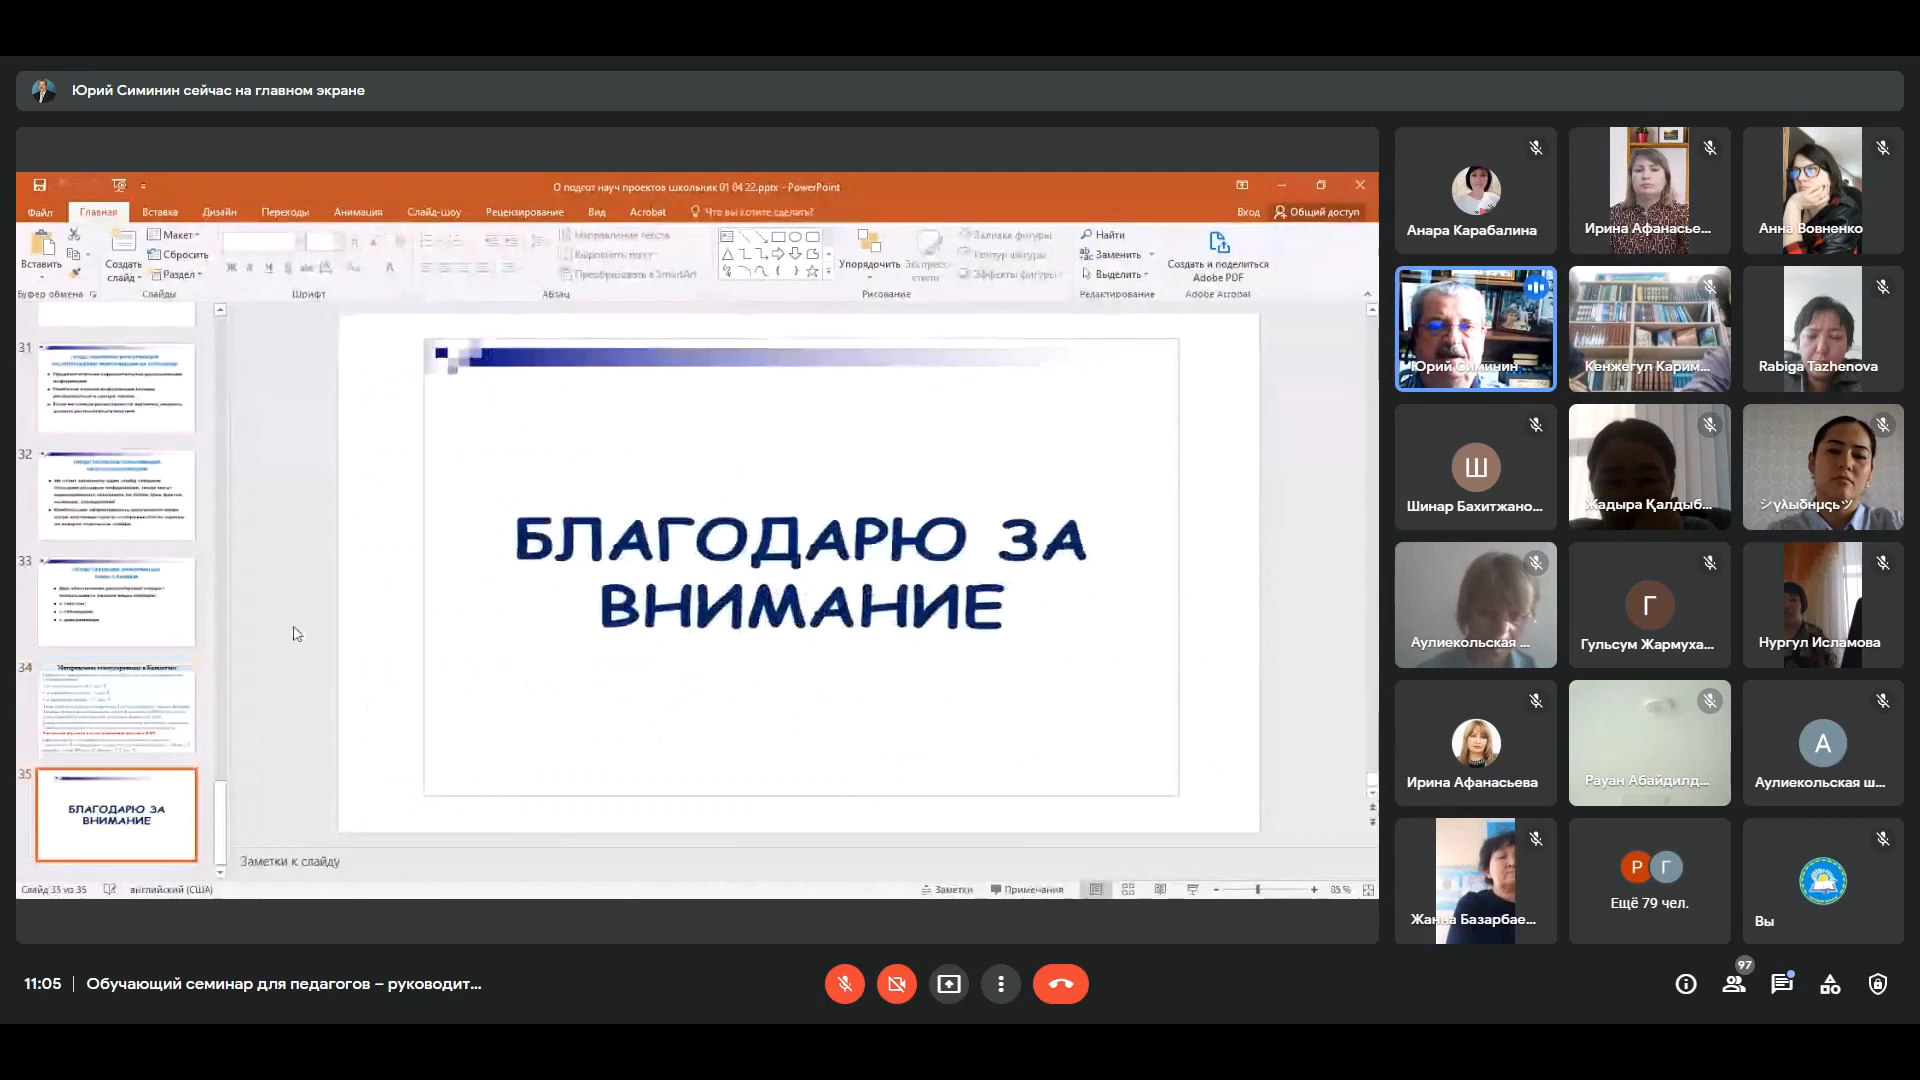 Юрий Симинин сейчас на главном экране
О подгот науч проектов школьник 01 04 22.pptx - PowerPoint
Файл Главная Вставка Дизайн Переходы Анимация Слайд-шоу Рецензирование Вид Acrobat Что вы хотите сделать? Вход Общий доступ
Вставить
Буфер обмена
Создать слайд
Макет
Сбросить
Раздел
Слайды
Шрифт
Направление текста
Выровнять текст
Преобразовать в SmartArt
Абзац
Упорядочить
Экспресс-стили
Заливка фигуры
Контур фигуры
Эффекты фигуры
Рисование
Найти
Заменить
Выделить
Редактирование
Создать и поделиться
Adobe PDF
Adobe Acrobat
31
32
33
34
35
БЛАГОДАРЮ ЗА
ВНИМАНИЕ
БЛАГОДАРЮ ЗА
ВНИМАНИЕ
Заметки к слайду
Слайд 35 из 35 английский (США)
Заметки Примечания 85 %
Анара Карабалина
Ирина Афанасье...
Анна Вовненко
Юрий Симинин
Кенжегул Карим...
Rabiga Tazhenova
Ш
Шинар Бахитжано...
Жадыра Қалдыб...
Аулиекольская ...
Г
Гульсум Жармуха...
Нургул Исламова
Ирина Афанасьева
Рауан Абайдилд...
А
Аулиекольская ш...
Жанна Базарбае...
Р Г
Ещё 79 чел.
Вы
11:05 | Обучающий семинар для педагогов – руководит...
97